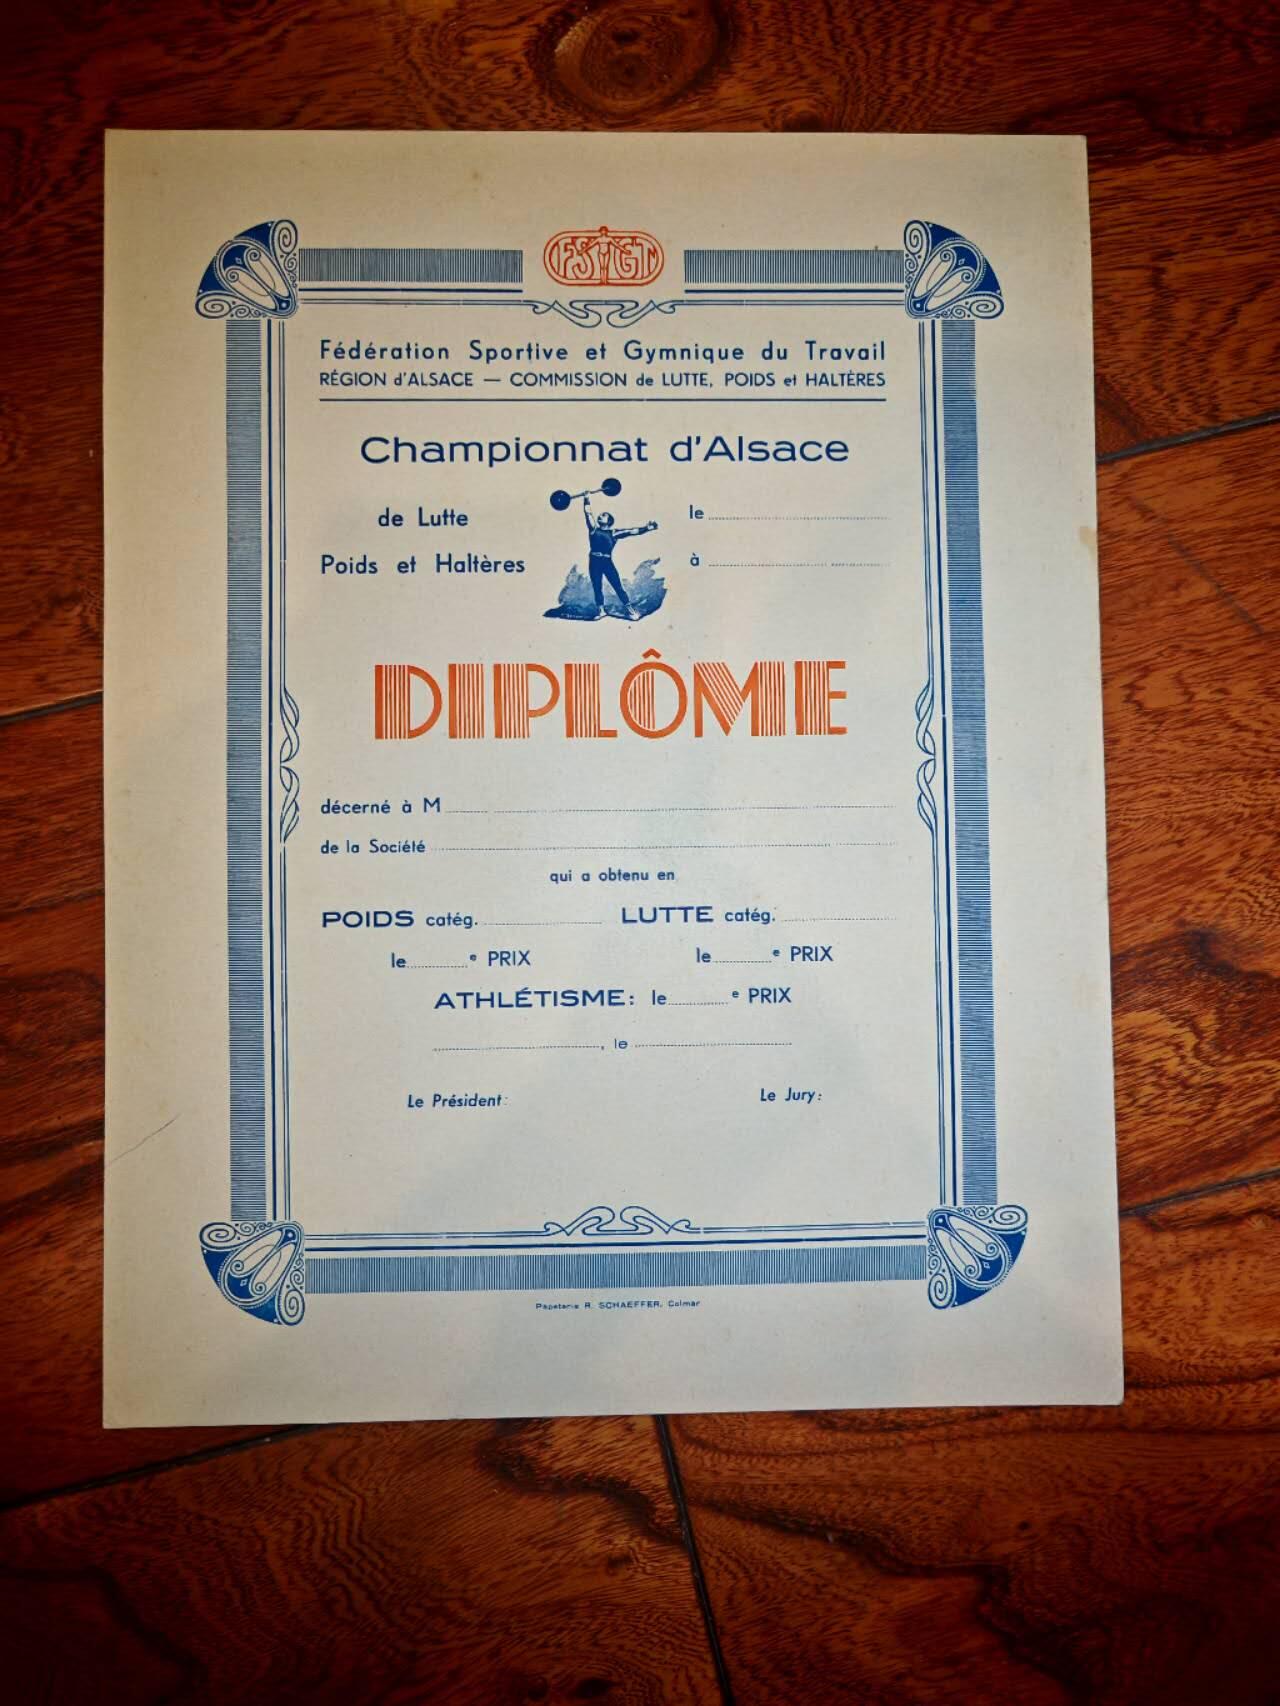 FSGT
Fédération Sportive et Gymnique du Travail
RÉGION d'ALSACE — COMMISSION de LUTTE, POIDS et HALTÈRES
Championnat d'Alsace
de Lutte le
Poids et Haltères à
DIPLÔME
décerné à M
de la Société
qui a obtenu en
POIDS catég. LUTTE catég.
le e PRIX le e PRIX
ATHLÉTISME: le e PRIX
, le
Le Président: Le Jury:
Papeterie R. SCHAEFFER, Colmar